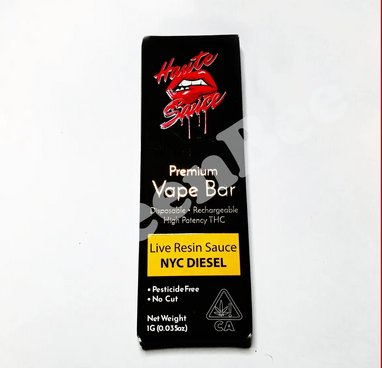 Haute
Sauce
Premium
Vape Bar
Disposable • Rechargeable
High Potency THC
Live Resin Sauce
NYC DIESEL
• Pesticide Free
• No Cut
Net Weight
1G (0.035oz)
CA